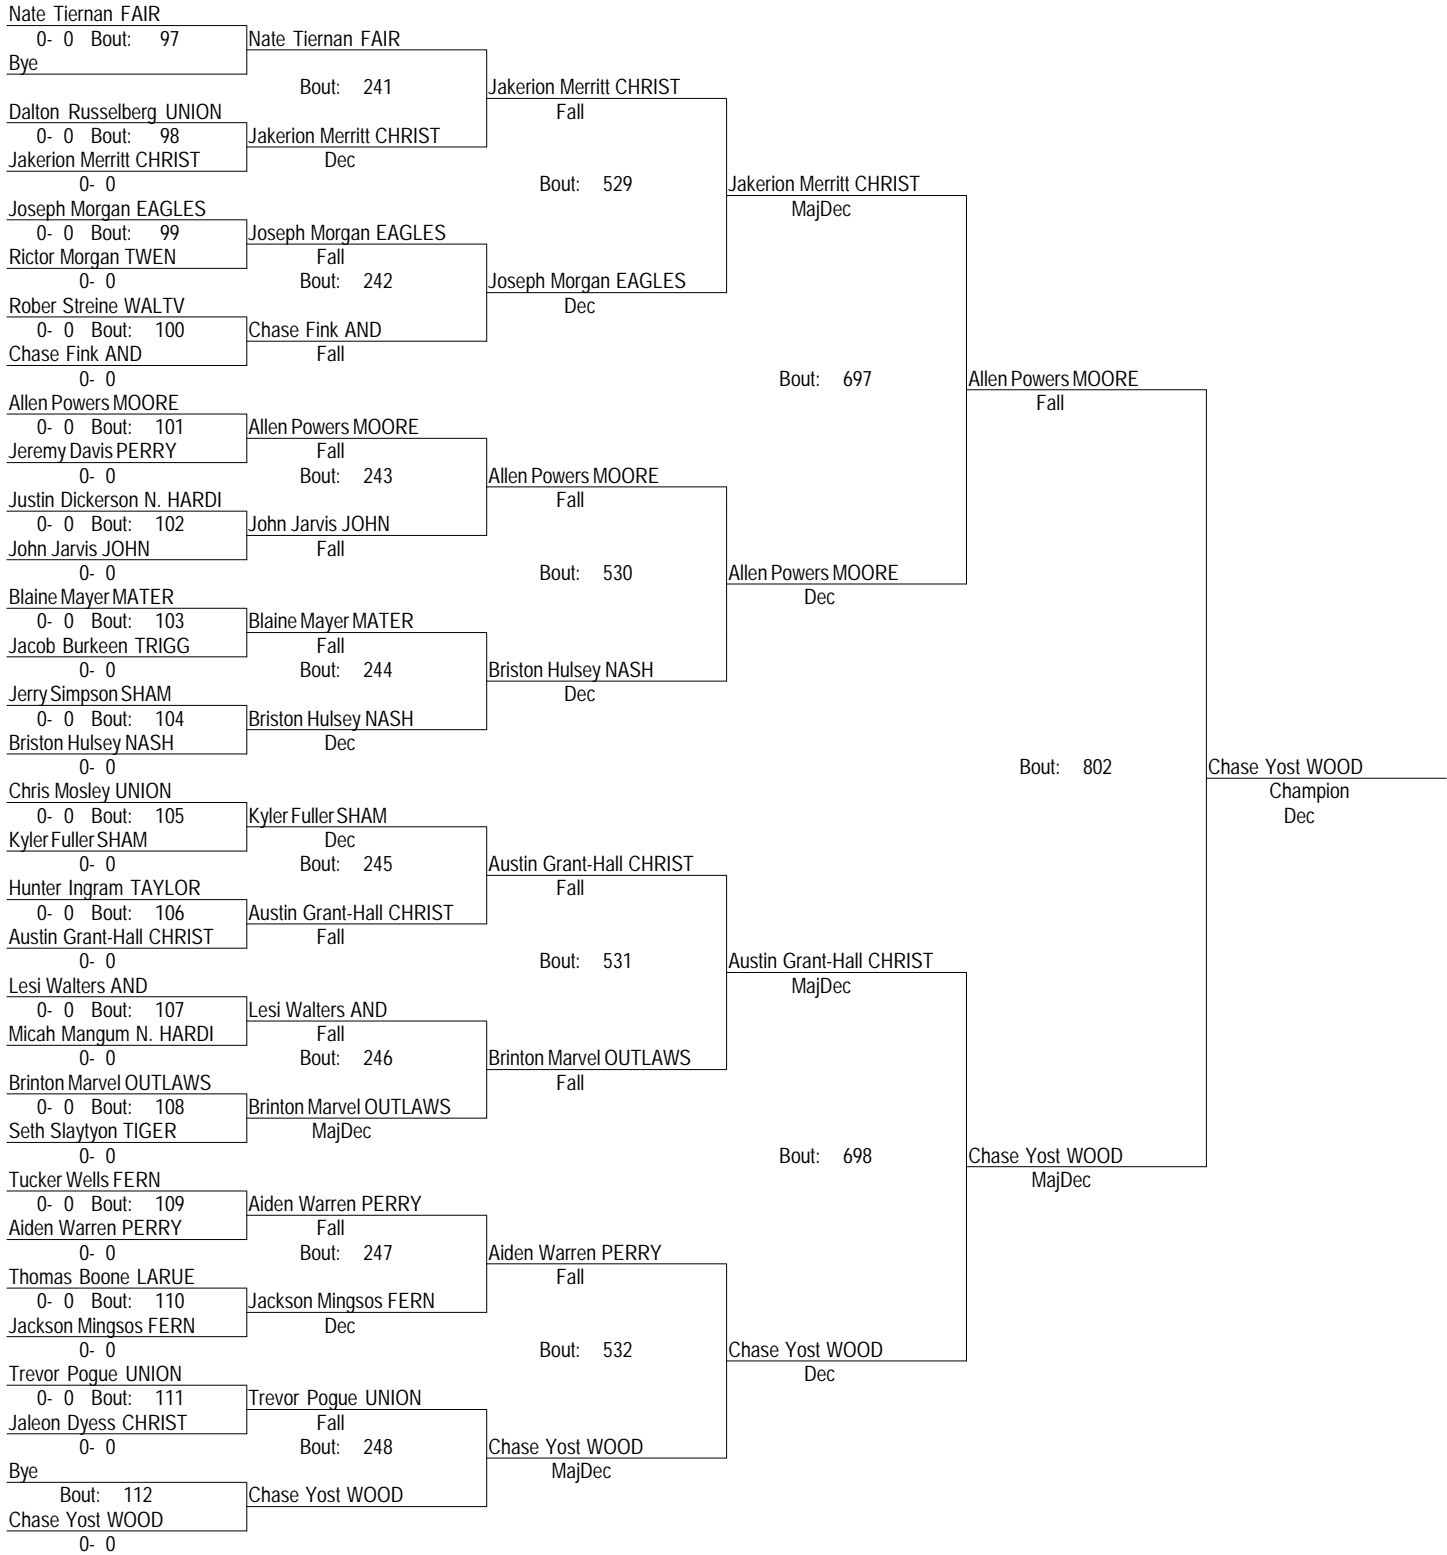 Nate Tiernan FAIR
0- 0 Bout: 97 Nate Tiernan FAIR
Bye
Bout: 241 Jakerion Merritt CHRIST
Dalton Russelberg UNION Fall
0- 0 Bout: 98 Jakerion Merritt CHRIST
Jakerion Merritt CHRIST Dec
0- 0 Bout: 529 Jakerion Merritt CHRIST
Joseph Morgan EAGLES MajDec
0- 0 Bout: 99 Joseph Morgan EAGLES
Rictor Morgan TWEN Fall
0- 0 Bout: 242 Joseph Morgan EAGLES
Rober Streine WALTV Dec
0- 0 Bout: 100 Chase Fink AND
Chase Fink AND Fall
0- 0 Bout: 697 Allen Powers MOORE
Allen Powers MOORE Fall
0- 0 Bout: 101 Allen Powers MOORE
Jeremy Davis PERRY Fall
0- 0 Bout: 243 Allen Powers MOORE
Justin Dickerson N. HARDI Fall
0- 0 Bout: 102 John Jarvis JOHN
John Jarvis JOHN Fall
0- 0 Bout: 530 Allen Powers MOORE
Blaine Mayer MATER Dec
0- 0 Bout: 103 Blaine Mayer MATER
Jacob Burkeen TRIGG Fall
0- 0 Bout: 244 Briston Hulsey NASH
Jerry Simpson SHAM Dec
0- 0 Bout: 104 Briston Hulsey NASH
Briston Hulsey NASH Dec
0- 0 Bout: 802 Chase Yost WOOD
Chris Mosley UNION Champion
0- 0 Bout: 105 Kyler Fuller SHAM Dec
Kyler Fuller SHAM Dec
0- 0 Bout: 245 Austin Grant-Hall CHRIST
Hunter Ingram TAYLOR Fall
0- 0 Bout: 106 Austin Grant-Hall CHRIST
Austin Grant-Hall CHRIST Fall
0- 0 Bout: 531 Austin Grant-Hall CHRIST
Lesi Walters AND MajDec
0- 0 Bout: 107 Lesi Walters AND
Micah Mangum N. HARDI Fall
0- 0 Bout: 246 Brinton Marvel OUTLAWS
Brinton Marvel OUTLAWS Fall
0- 0 Bout: 108 Brinton Marvel OUTLAWS
Seth Slaytyon TIGER MajDec
0- 0 Bout: 698 Chase Yost WOOD
Tucker Wells FERN MajDec
0- 0 Bout: 109 Aiden Warren PERRY
Aiden Warren PERRY Fall
0- 0 Bout: 247 Aiden Warren PERRY
Thomas Boone LARUE Fall
0- 0 Bout: 110 Jackson Mingsos FERN
Jackson Mingsos FERN Dec
0- 0 Bout: 532 Chase Yost WOOD
Trevor Pogue UNION Dec
0- 0 Bout: 111 Trevor Pogue UNION
Jaleon Dyess CHRIST Fall
0- 0 Bout: 248 Chase Yost WOOD
Bye MajDec
Bout: 112 Chase Yost WOOD
Chase Yost WOOD
0- 0